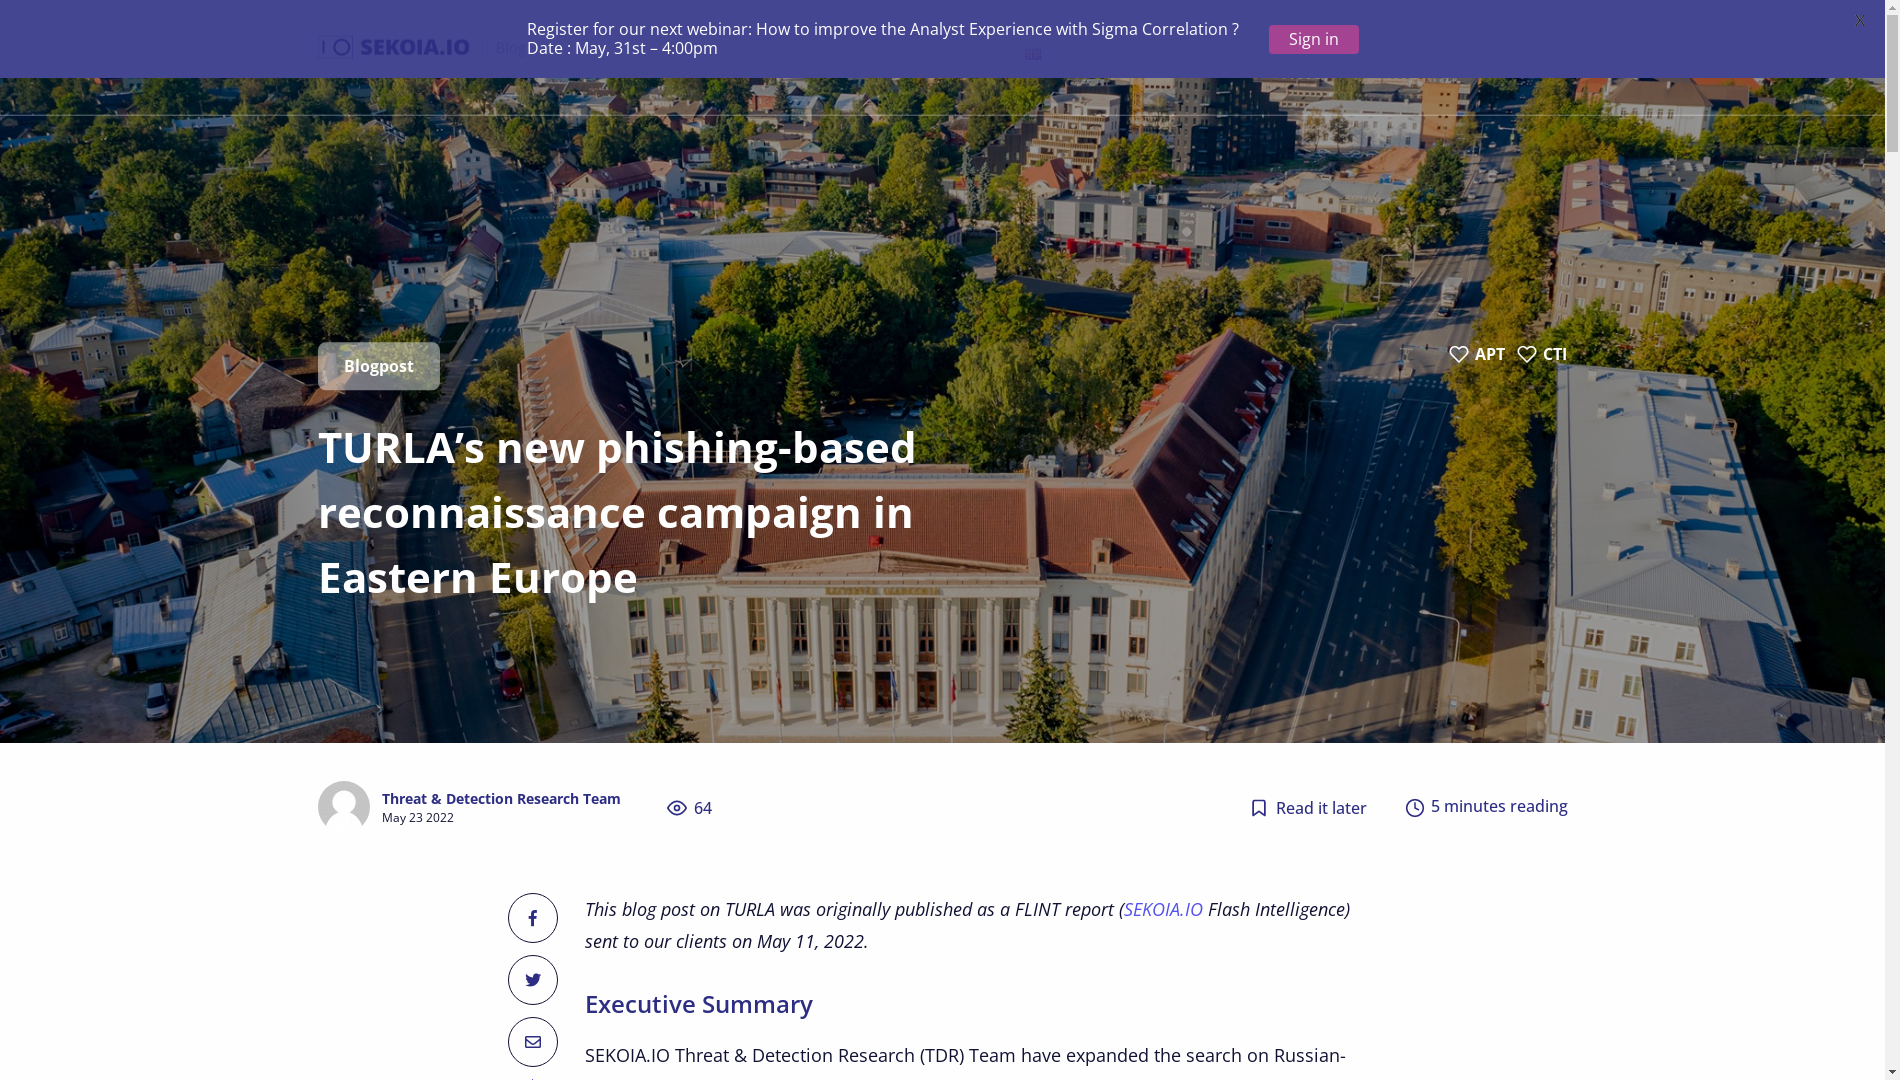 Register for our next webinar: How to improve the Analyst Experience with Sigma Correlation ?
Date : May, 31st – 4:00pm
Sign in
X
SEKOIA.IO
Blogpost
APT
CTI
TURLA’s new phishing-based
reconnaissance campaign in
Eastern Europe
Threat & Detection Research Team
May 23 2022
64
Read it later
5 minutes reading
This blog post on TURLA was originally published as a FLINT report (SEKOIA.IO Flash Intelligence)
sent to our clients on May 11, 2022.
Executive Summary
SEKOIA.IO Threat & Detection Research (TDR) Team have expanded the search on Russian-